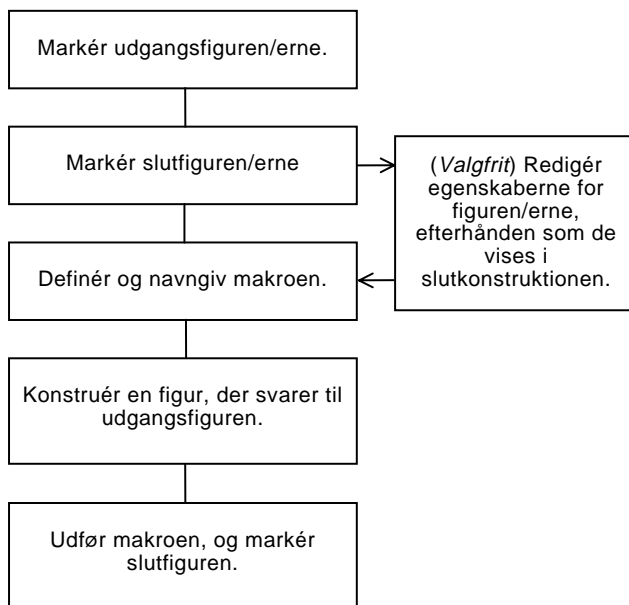 Markér udgangsfiguren/erne.
Markér slutfiguren/erne
(Valgfrit) Redigér
egenskaberne for
figuren/erne,
efterhånden som de
vises i
slutkonstruktionen.
Definér og navngiv makroen.
Konstruér en figur, der svarer til
udgangsfiguren.
Udfør makroen, og markér
slutfiguren.